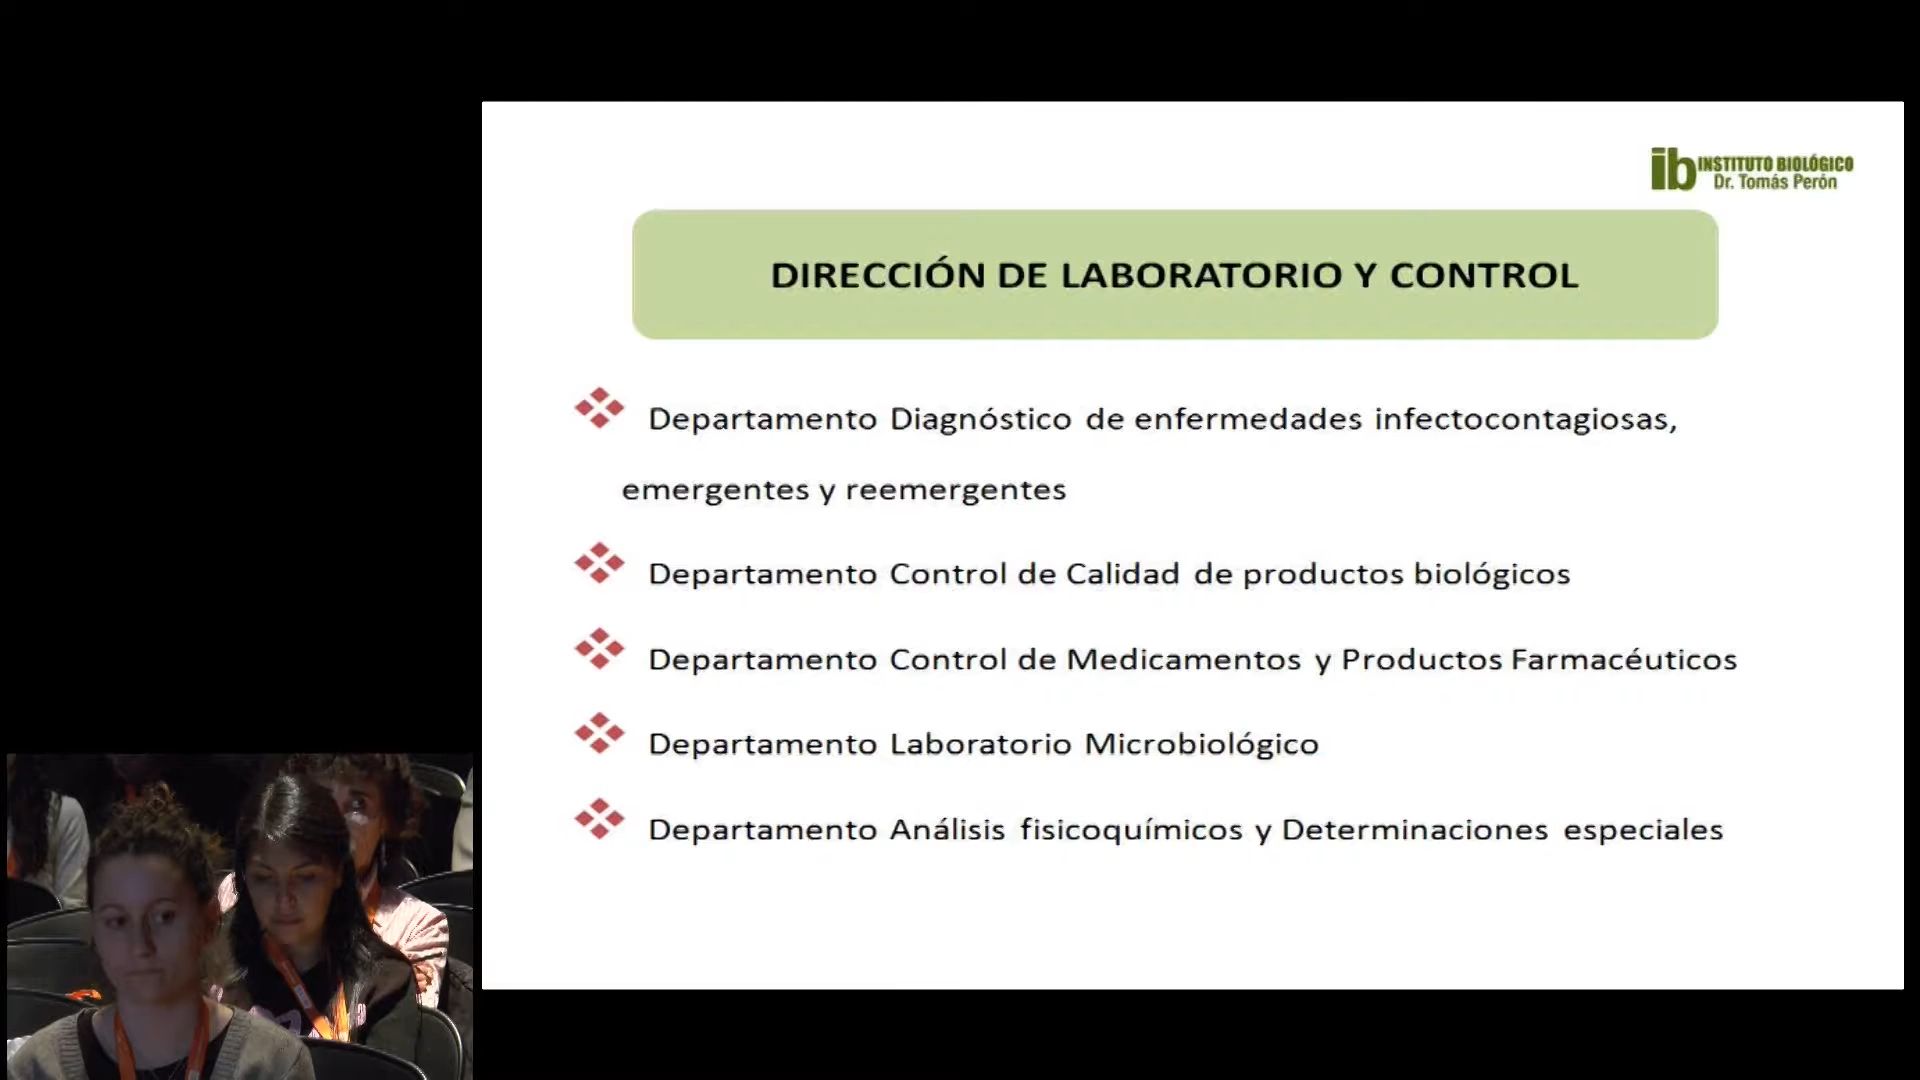 ib INSTITUTO BIOLÓGICO
Dr. Tomás Perón
DIRECCIÓN DE LABORATORIO Y CONTROL
Departamento Diagnóstico de enfermedades infectocontagiosas,
emergentes y reemergentes
Departamento Control de Calidad de productos biológicos
Departamento Control de Medicamentos y Productos Farmacéuticos
Departamento Laboratorio Microbiológico
Departamento Análisis fisicoquímicos y Determinaciones especiales